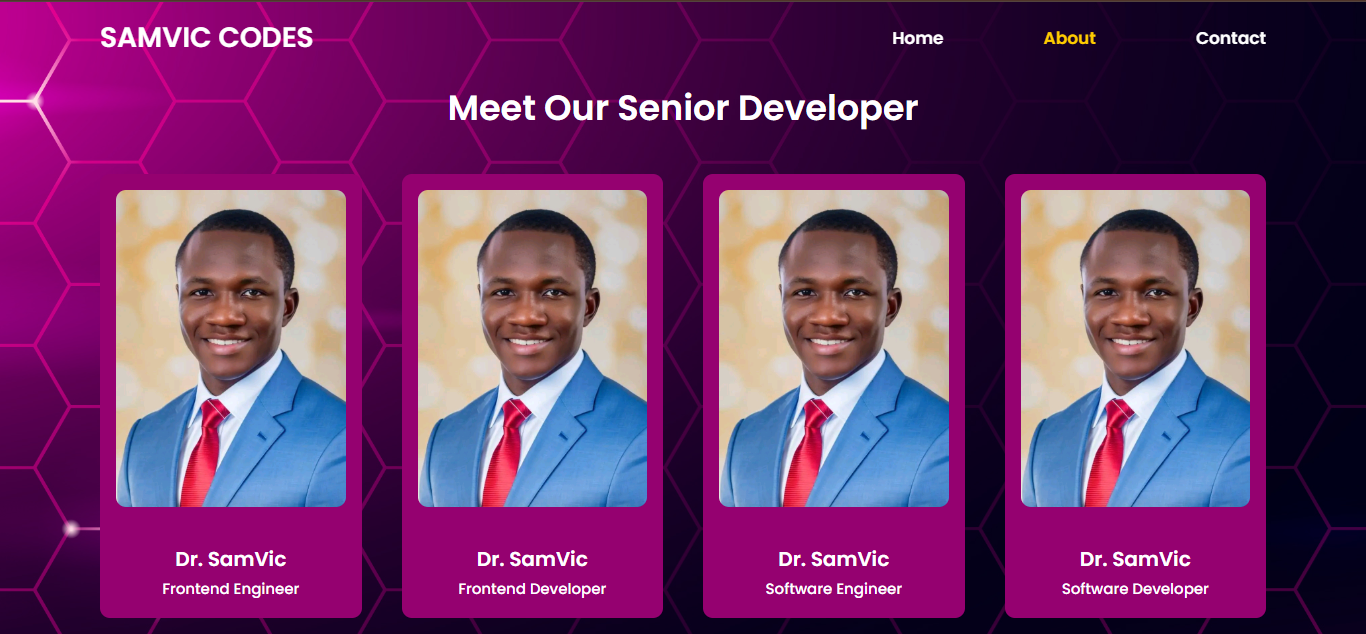 SAMVIC CODES
Home
About
Contact
Meet Our Senior Developer
Dr. SamVic
Frontend Engineer
Dr. SamVic
Frontend Developer
Dr. SamVic
Software Engineer
Dr. SamVic
Software Developer